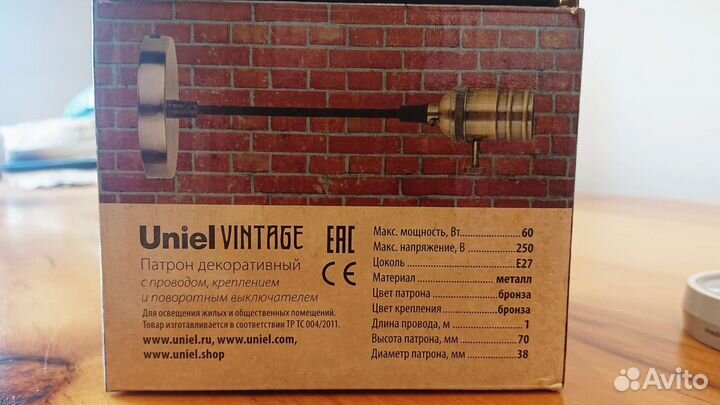 Uniel VINTAGE EAC
CE
Патрон декоративный
с проводом, креплением
и поворотным выключателем
Для освещения жилых и общественных помещений.
Товар изготавливается в соответствии ТР ТС 004/2011.
www.uniel.ru, www.uniel.com,
www.uniel.shop
Макс. мощность, Вт 60
Макс. напряжение, В 250
Цоколь E27
Материал металл
Цвет патрона бронза
Цвет крепления бронза
Длина провода, м 1
Высота патрона, мм 70
Диаметр патрона, мм 38
Avito